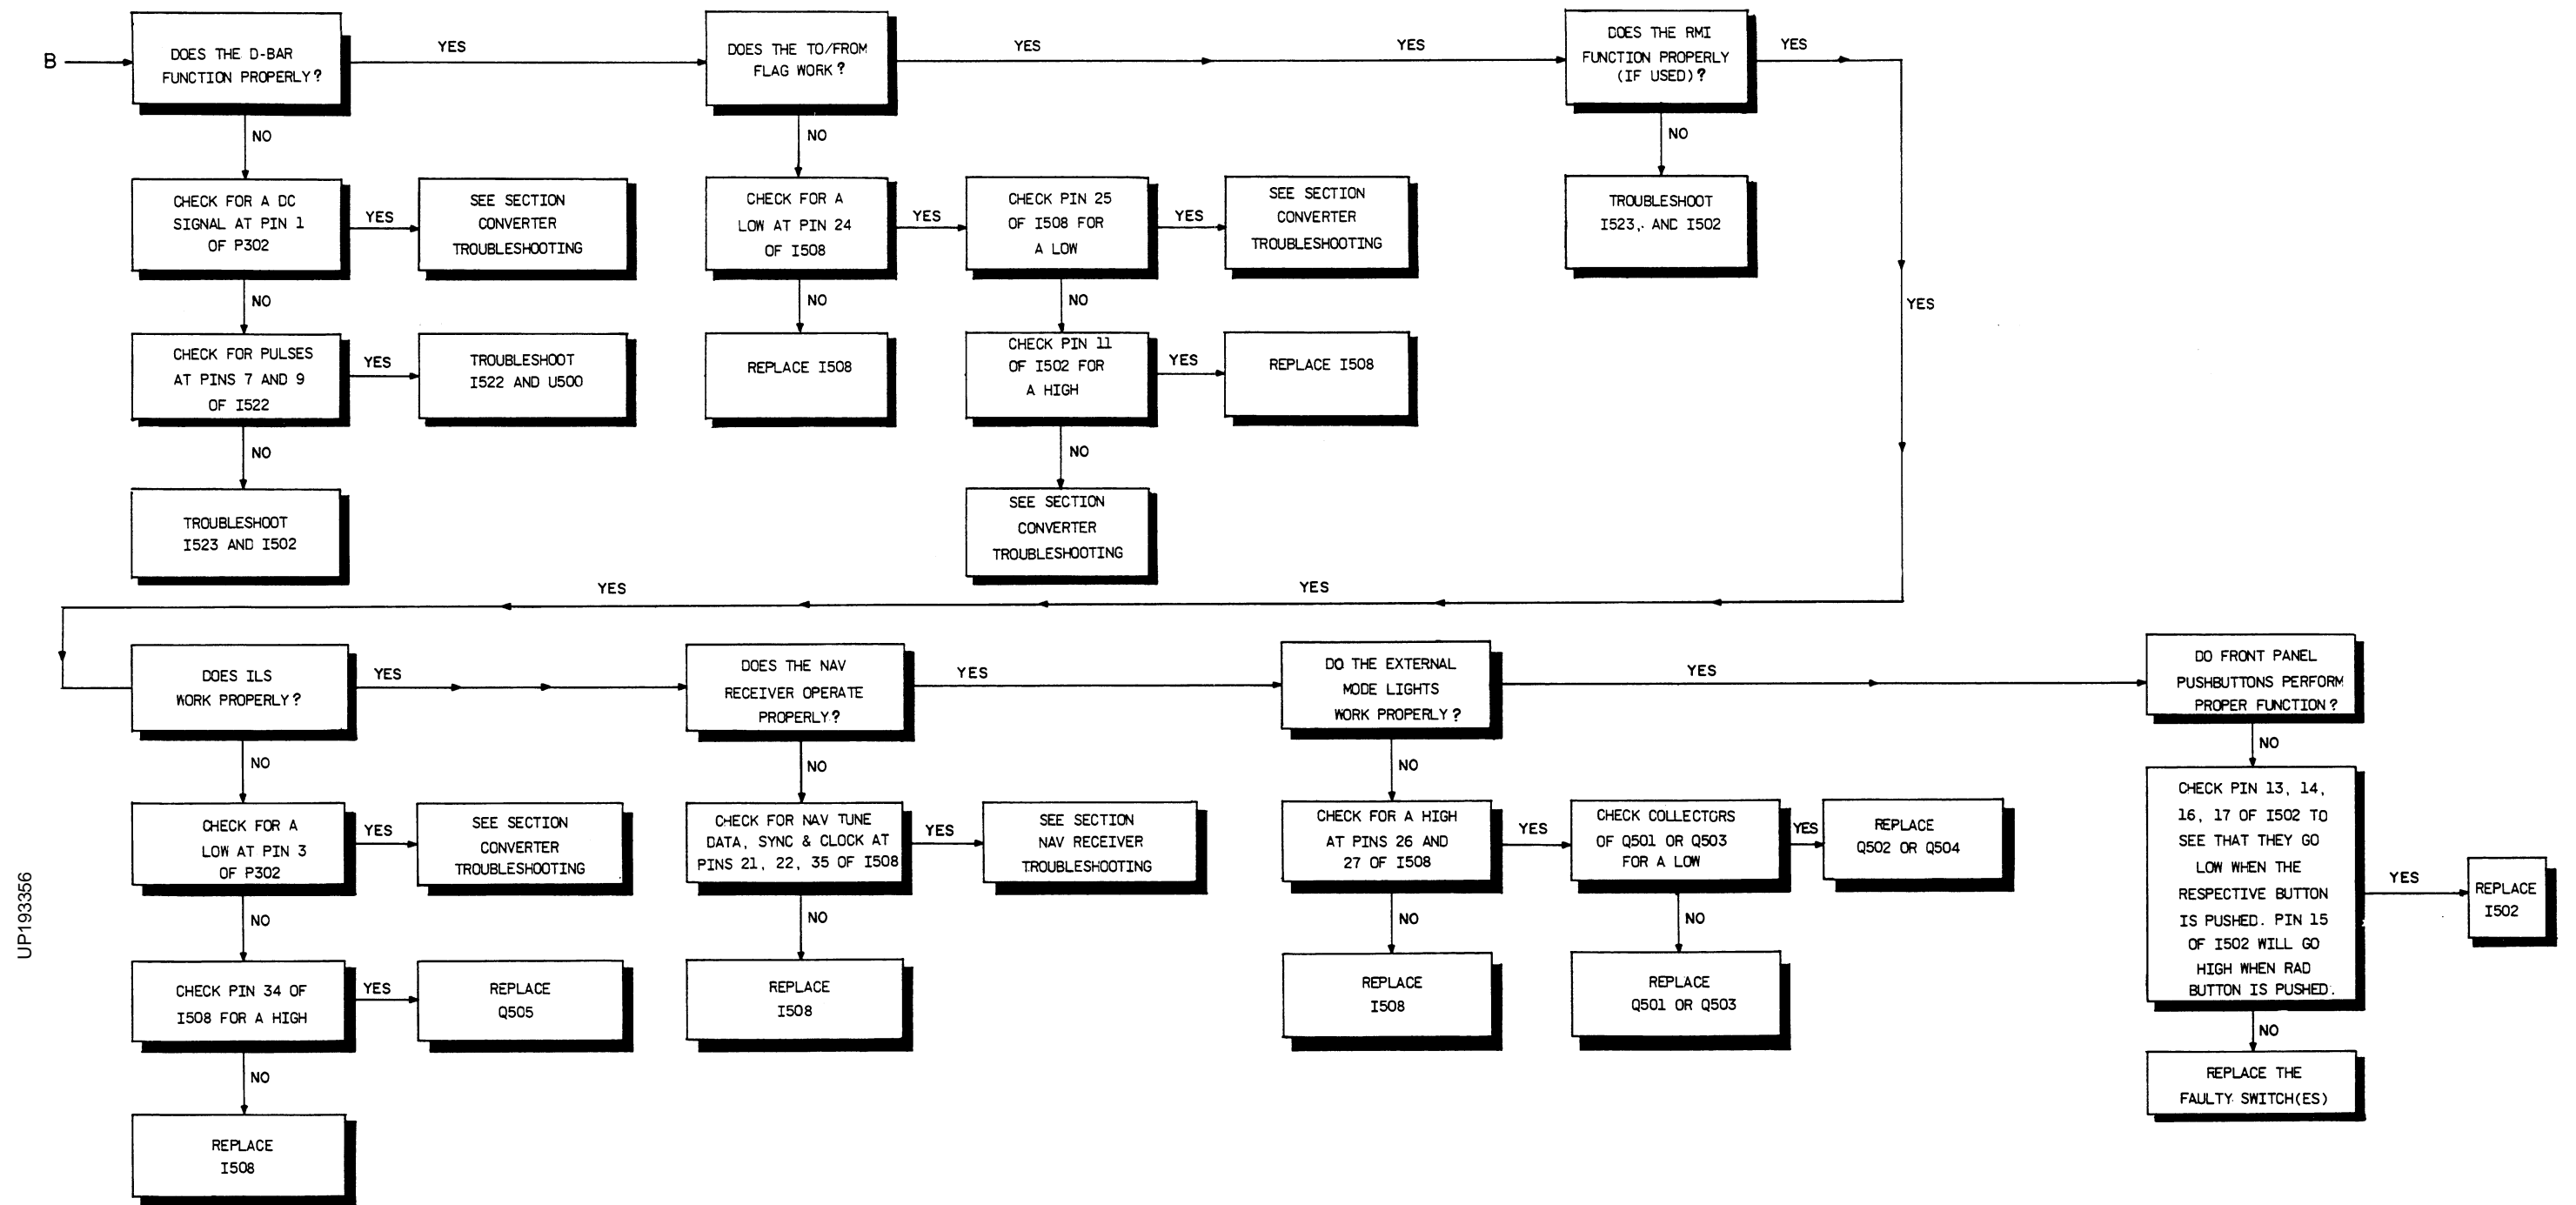 B
DOES THE D-BAR
FUNCTION PROPERLY?
YES
DOES THE TO/FROM
FLAG WORK?
YES
YES
DOES THE RMI
FUNCTION PROPERLY
(IF USED)?
YES
NO
NO
NO
CHECK FOR A DC
SIGNAL AT PIN 1
OF P302
YES
SEE SECTION
CONVERTER
TROUBLESHOOTING
CHECK FOR A
LOW AT PIN 24
OF I508
YES
CHECK PIN 25
OF I508 FOR
A LOW
YES
SEE SECTION
CONVERTER
TROUBLESHOOTING
TROUBLESHOOT
I523,. AND I502
NO
NO
NO
YES
CHECK FOR PULSES
AT PINS 7 AND 9
OF I522
YES
TROUBLESHOOT
I522 AND U500
REPLACE I508
CHECK PIN 11
OF I502 FOR
A HIGH
YES
REPLACE I508
NO
NO
TROUBLESHOOT
I523 AND I502
SEE SECTION
CONVERTER
TROUBLESHOOTING
YES
YES
DOES ILS
WORK PROPERLY?
YES
DOES THE NAV
RECEIVER OPERATE
PROPERLY?
YES
DO THE EXTERNAL
MODE LIGHTS
WORK PROPERLY?
YES
DO FRONT PANEL
PUSHBUTTONS PERFORM
PROPER FUNCTION?
NO
NO
NO
NO
CHECK FOR A
LOW AT PIN 3
OF P302
YES
SEE SECTION
CONVERTER
TROUBLESHOOTING
CHECK FOR NAV TUNE
DATA, SYNC & CLOCK AT
PINS 21, 22, 35 OF I508
YES
SEE SECTION
NAV RECEIVER
TROUBLESHOOTING
CHECK FOR A HIGH
AT PINS 26 AND
27 OF I508
YES
CHECK COLLECTORS
OF Q501 OR Q503
FOR A LOW
YES
REPLACE
Q502 OR Q504
CHECK PIN 13, 14,
16, 17 OF I502 TO
SEE THAT THEY GO
LOW WHEN THE
RESPECTIVE BUTTON
IS PUSHED. PIN 15
OF I502 WILL GO
HIGH WHEN RAD
BUTTON IS PUSHED.
YES
REPLACE
I502
NO
NO
NO
NO
CHECK PIN 34 OF
I508 FOR A HIGH
YES
REPLACE
Q505
REPLACE
I508
REPLACE
I508
REPLACE
Q501 OR Q503
NO
NO
REPLACE THE
FAULTY SWITCH(ES)
REPLACE
I508
UP193356